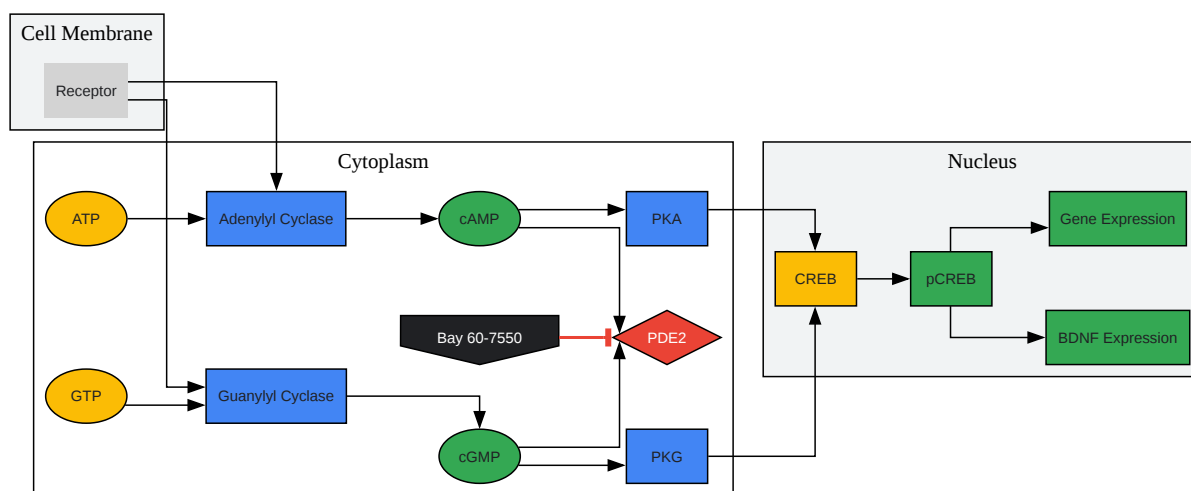 Cell Membrane
Receptor
Cytoplasm
Nucleus
ATP
Adenylyl Cyclase
cAMP
PKA
Gene Expression
CREB
pCREB
Bay 60-7550
PDE2
BDNF Expression
GTP
Guanylyl Cyclase
cGMP
PKG